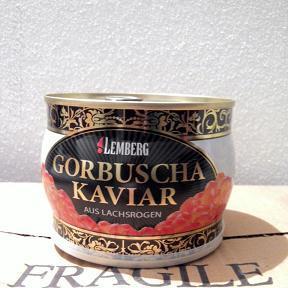 LEMBERG
GORBUSCHA
KAVIAR
AUS LACHSROGEN
FRAGILE